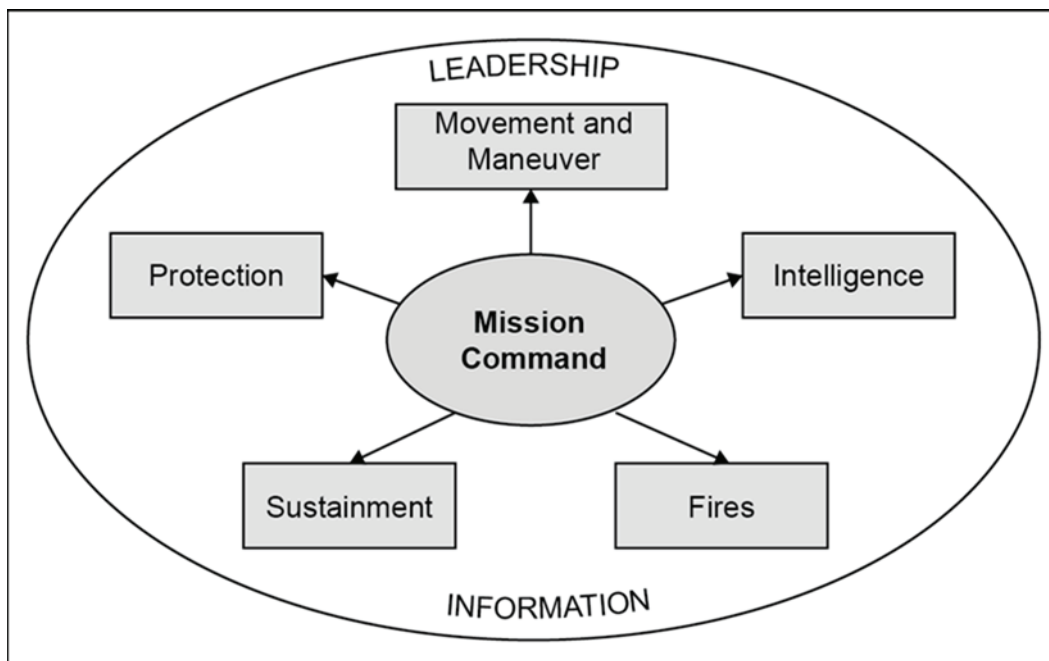 LEADERSHIP
Movement and
Maneuver
Protection
Intelligence
Mission
Command
Sustainment
Fires
INFORMATION